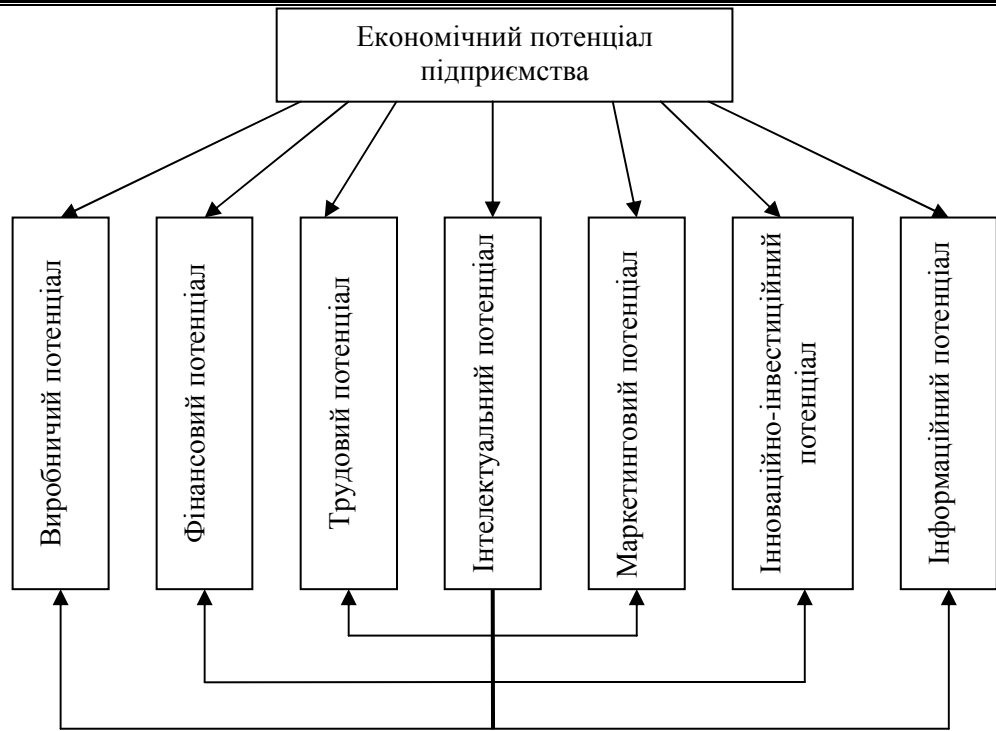 Економічний потенціал
підприємства
Виробничий потенціал
Фінансовий потенціал
Трудовий потенціал
Інтелектуальний потенціал
Маркетинговий потенціал
Інноваційно-інвестиційний
потенціал
Інформаційний потенціал